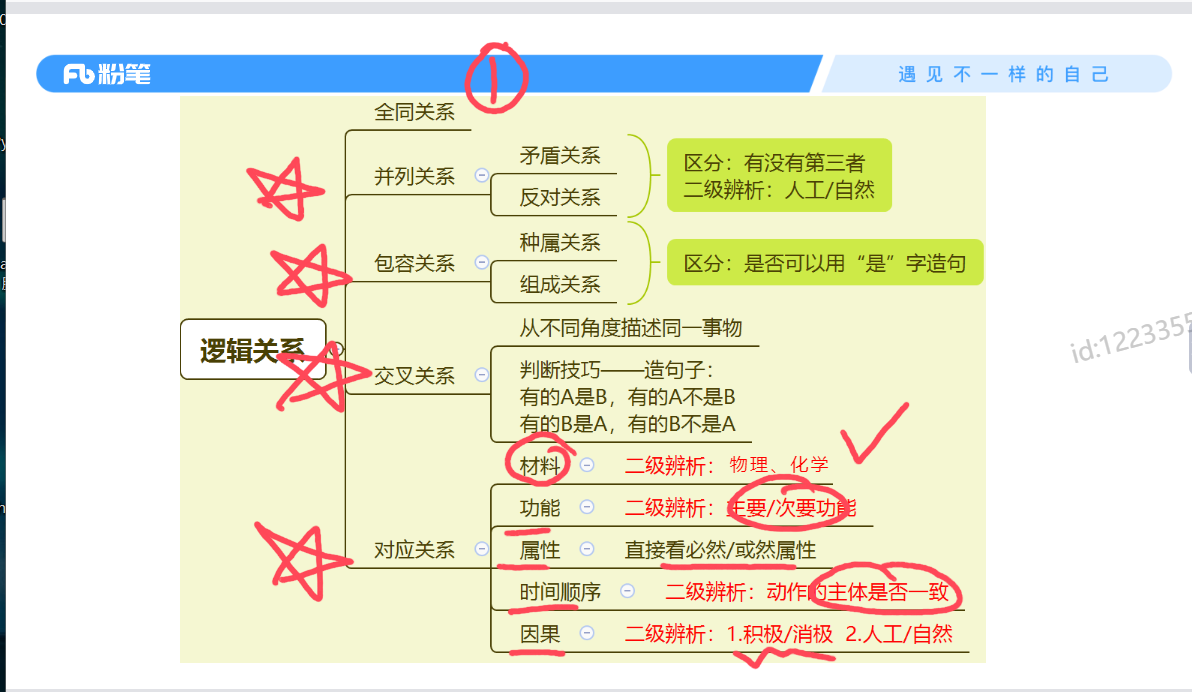 粉笔
①
遇见不一样的自己
全同关系
并列关系
矛盾关系
反对关系
区分：有没有第三者
二级辨析：人工/自然
包容关系
种属关系
组成关系
区分：是否可以用“是”字造句
逻辑关系
交叉关系
从不同角度描述同一事物
判断技巧——造句子：
有的A是B，有的A不是B
有的B是A，有的B不是A
id:1223355
材料
二级辨析：物理、化学
功能
二级辨析：主要/次要功能
对应关系
属性
直接看必然/或然属性
时间顺序
二级辨析：动作的主体是否一致
因果
二级辨析：1.积极/消极 2.人工/自然